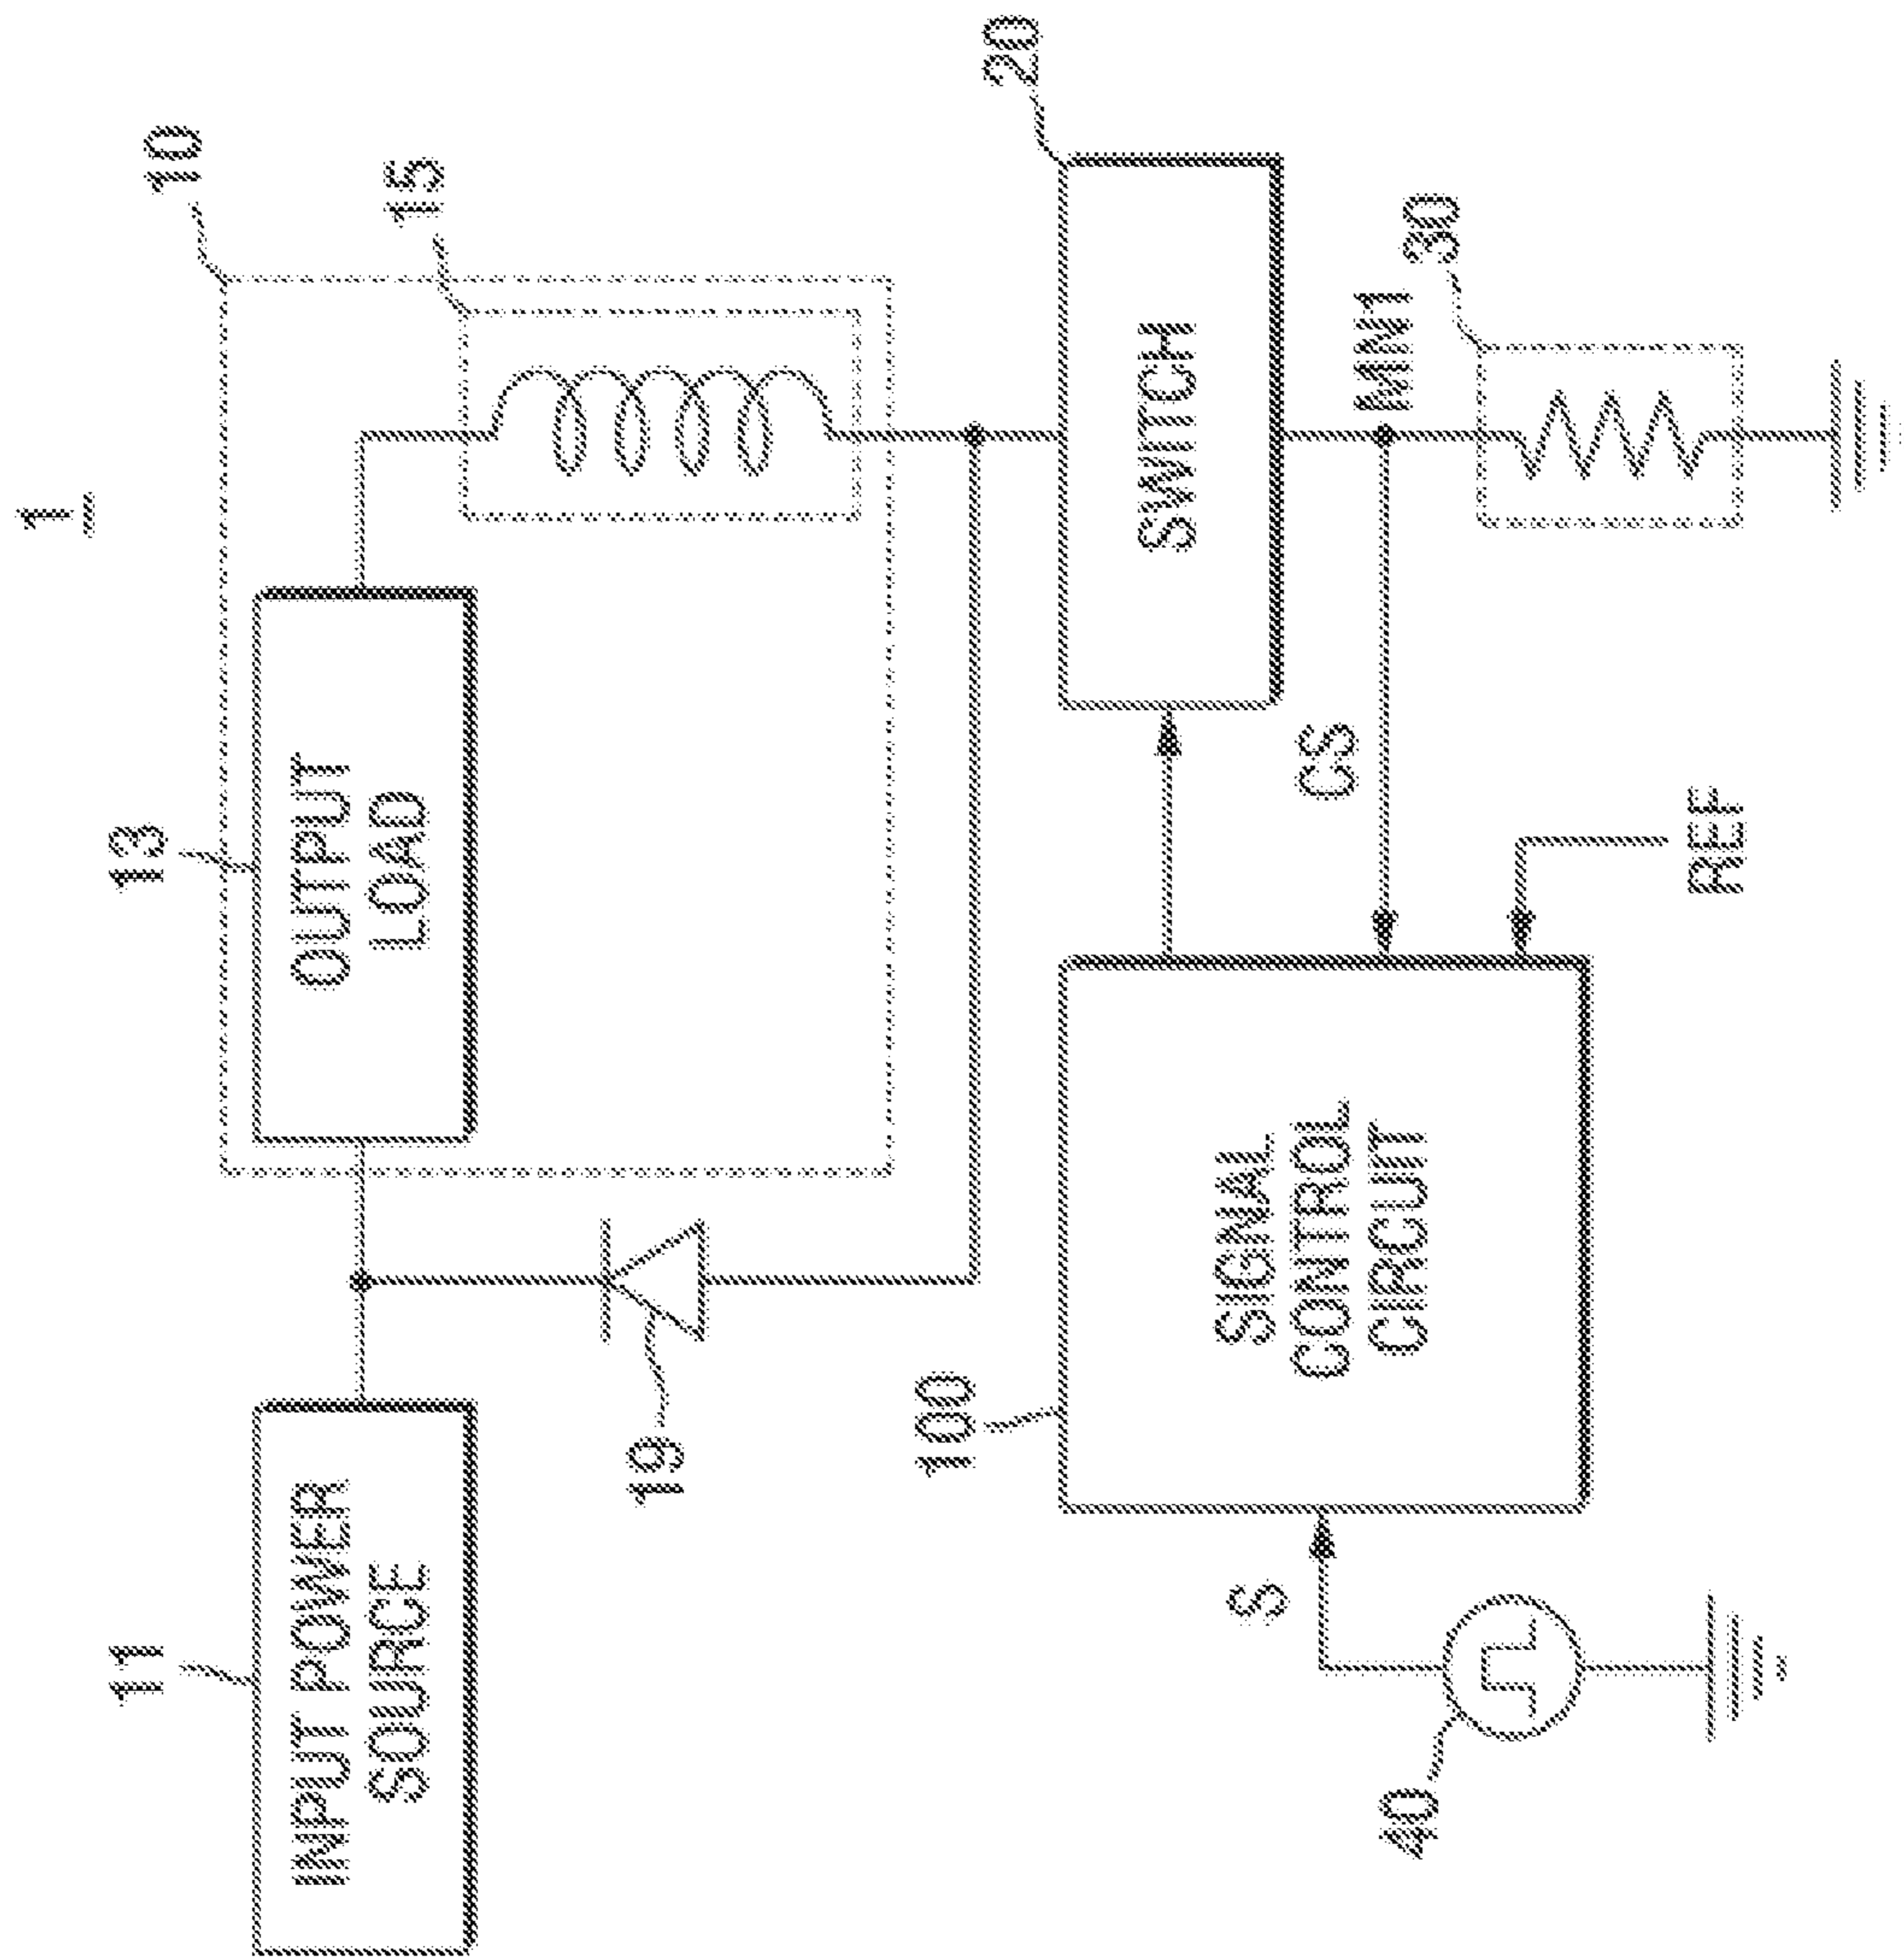 1
10
11
INPUT POWER
SOURCE
13
OUTPUT
LOAD
15
19
20
SWITCH
100
SIGNAL
CONTROL
CIRCUIT
CS
MN1
30
S
40
REF